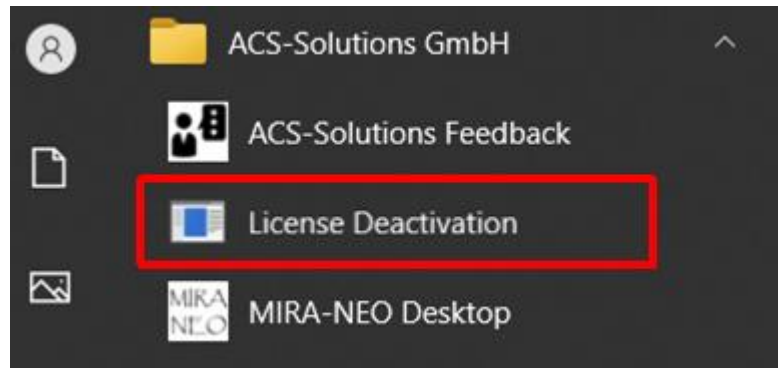 ACS-Solutions GmbH
ACS-Solutions Feedback
License Deactivation
MIRA
NEO
MIRA-NEO Desktop